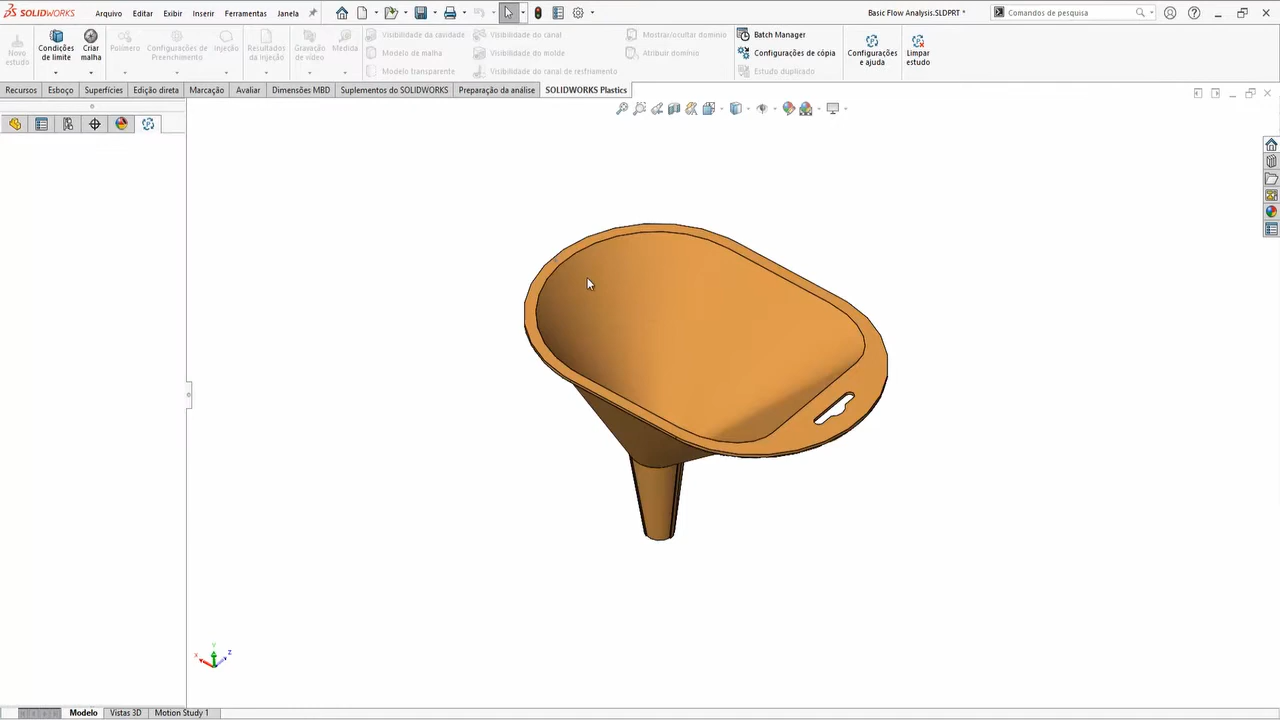 SOLIDWORKS Arquivo Editar Exibir Inserir Ferramentas Janela Basic Flow Analysis.SLDPRT * Comandos de pesquisa
Novo estudo
Condições de limite
Criar malha
Polímero
Configurações de Preenchimento
Injeção
Resultados da injeção
Gravação de vídeo
Medida
Visibilidade da cavidade
Modelo de malha
Modelo transparente
Visibilidade do canal
Visibilidade do molde
Visibilidade do canal de resfriamento
Mostrar/ocultar domínio
Atribuir domínio
Batch Manager
Configurações de cópia
Estudo duplicado
Configurações e ajuda
Limpar estudo
Recursos Esboço Superfícies Edição direta Marcação Avaliar Dimensões MBD Suplementos do SOLIDWORKS Preparação da análise SOLIDWORKS Plastics
Y
X
Z
Modelo Vistas 3D Motion Study 1